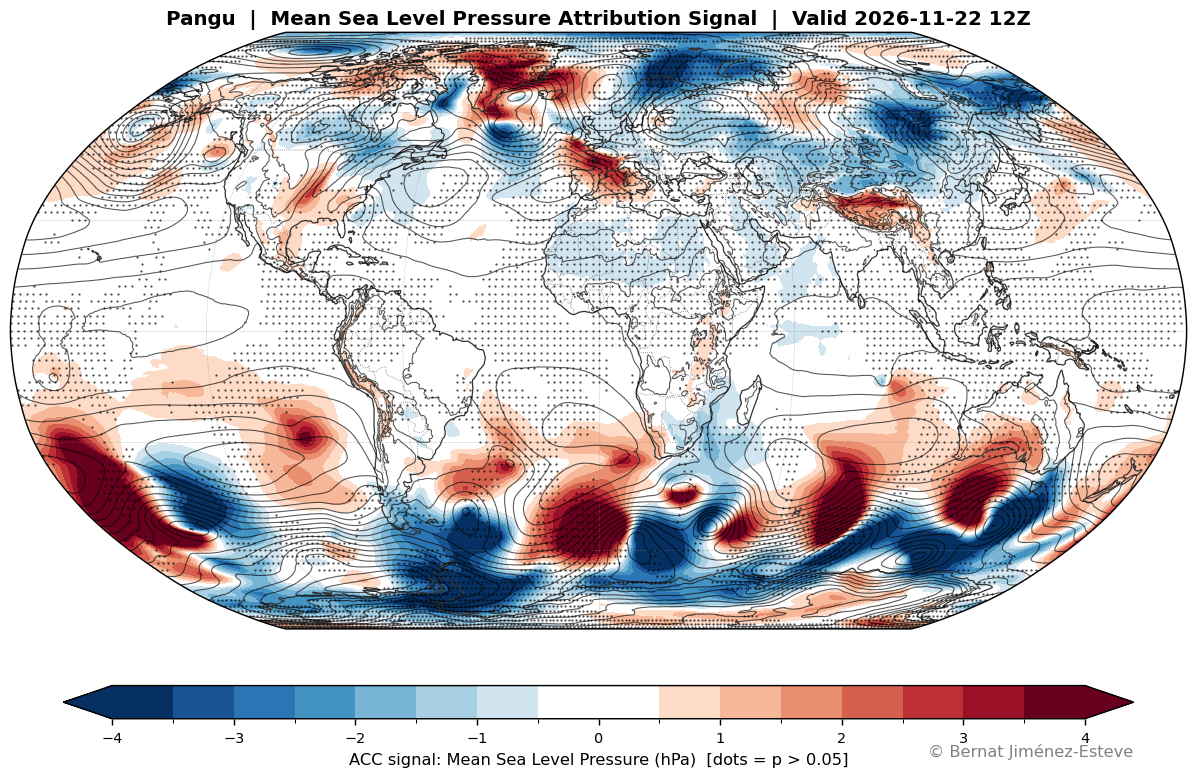 Pangu | Mean Sea Level Pressure Attribution Signal | Valid 2026-11-22 12Z
−4 −3 −2 −1 0 1 2 3 4
ACC signal: Mean Sea Level Pressure (hPa) [dots = p > 0.05]
© Bernat Jiménez-Esteve